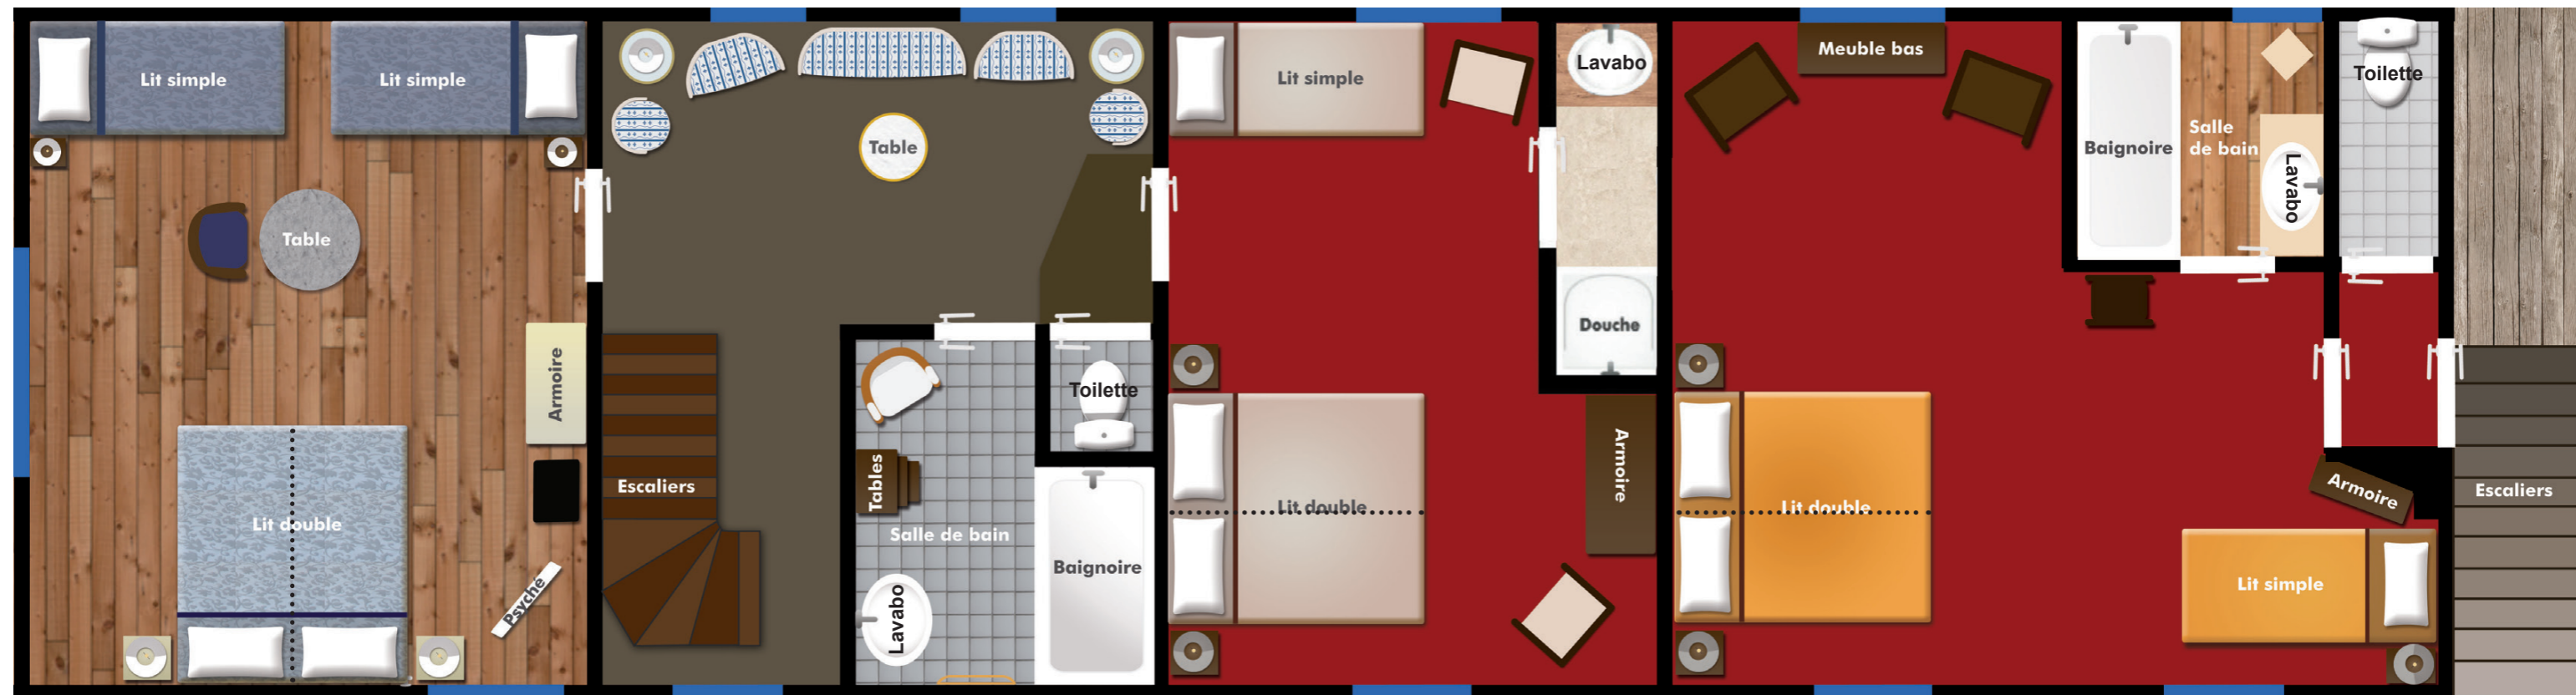 Lit simple
Lit simple
Table
Armoire
Lit double
Psyché
Table
Escaliers
Toilette
Tables
Salle de bain
Lavabo
Baignoire
Lit simple
Lavabo
Douche
Armoire
Lit double
Meuble bas
Baignoire
Salle
de bain
Lavabo
Toilette
Lit double
Armoire
Lit simple
Escaliers